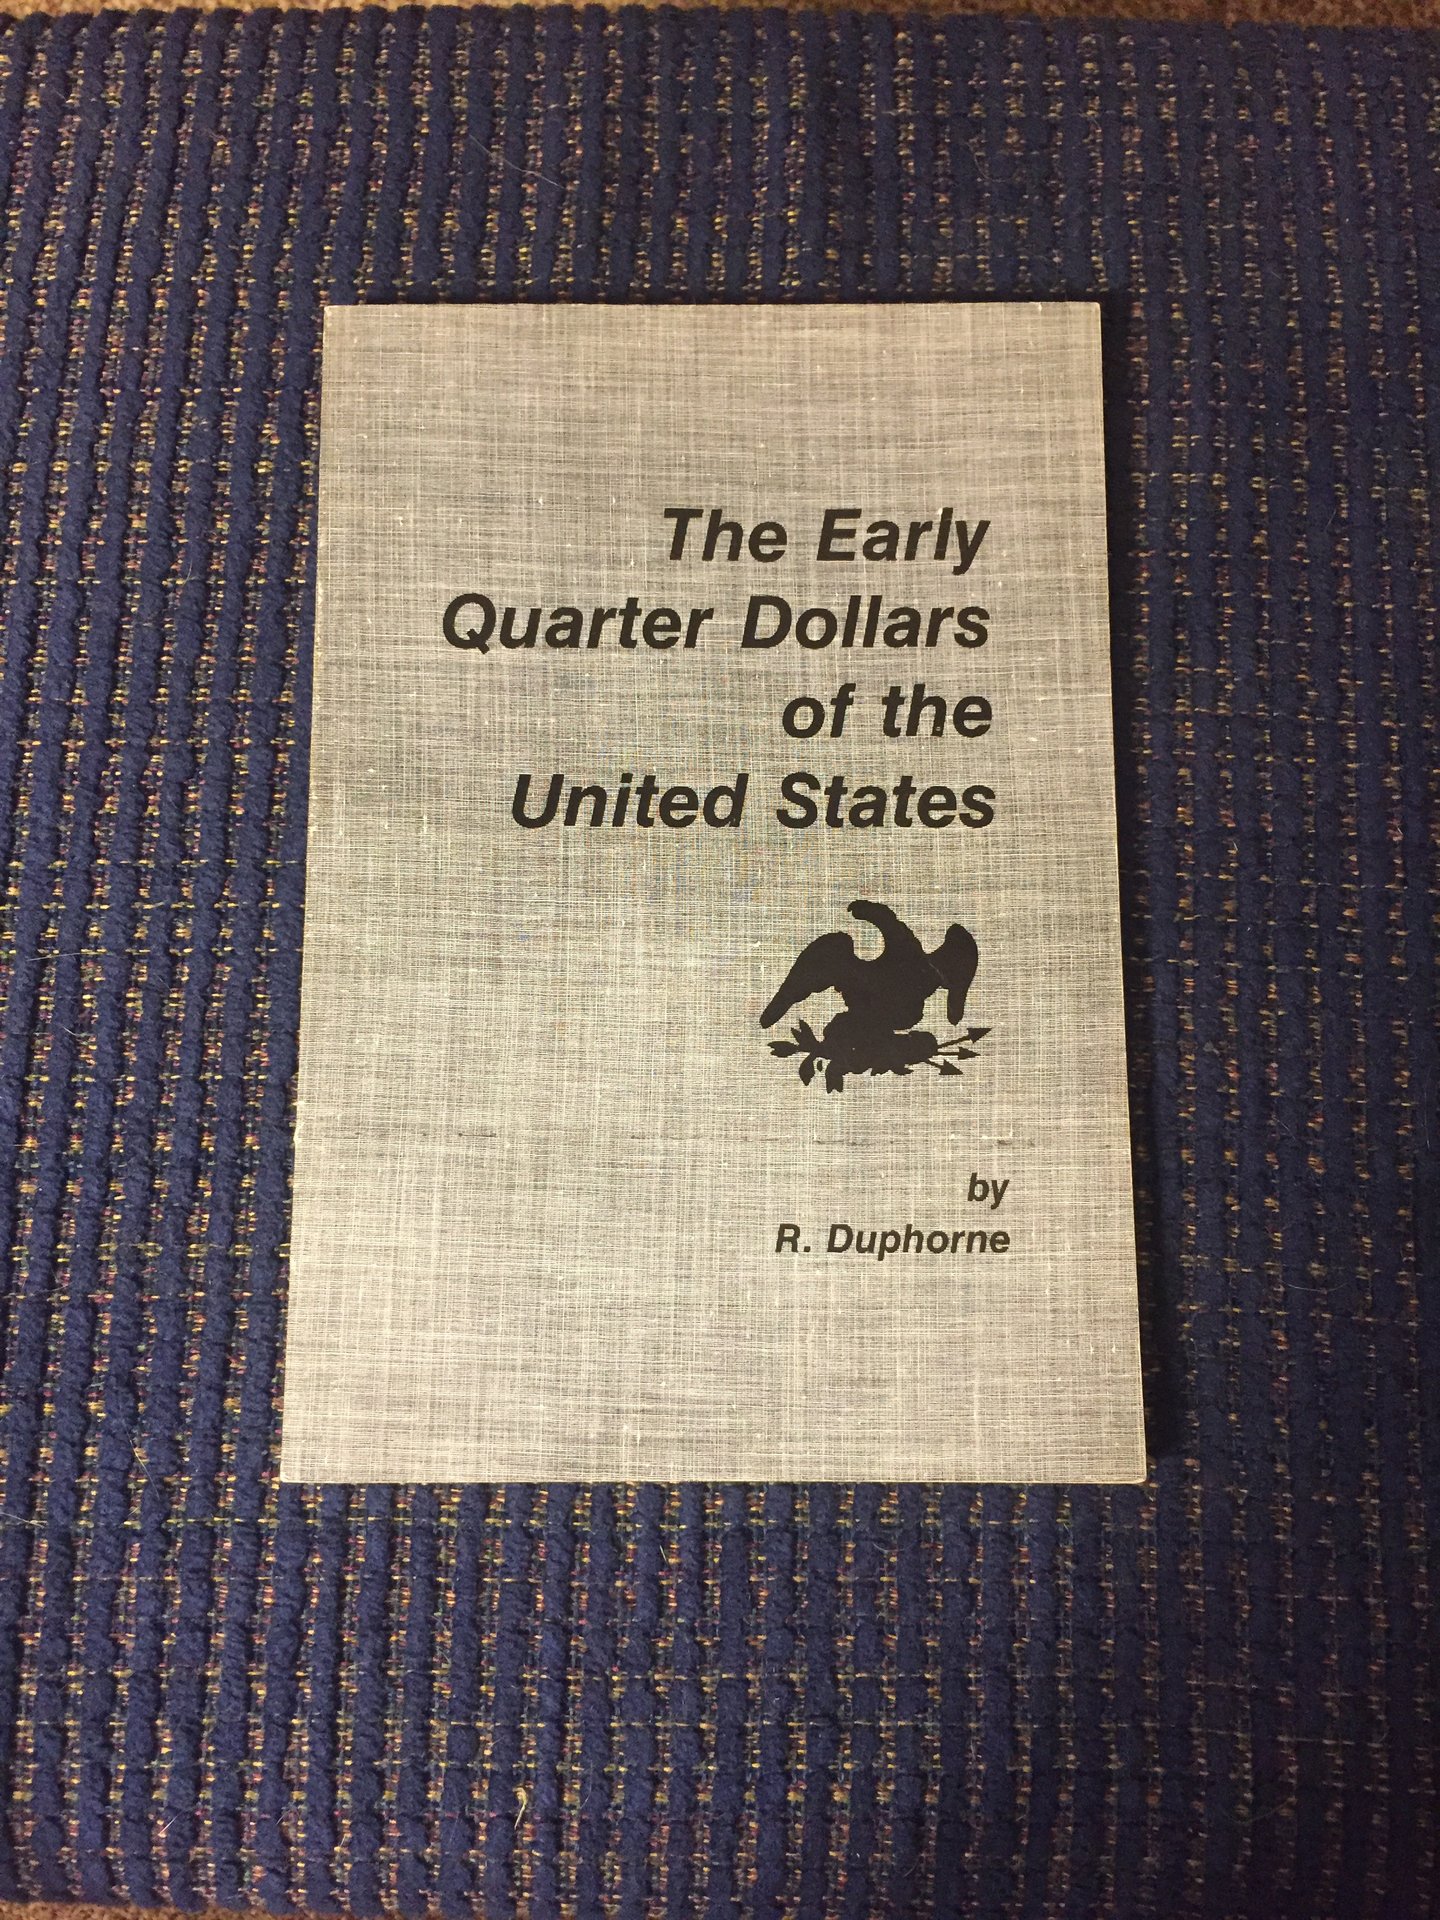 The Early
Quarter Dollars
of the
United States
by
R. Duphorne